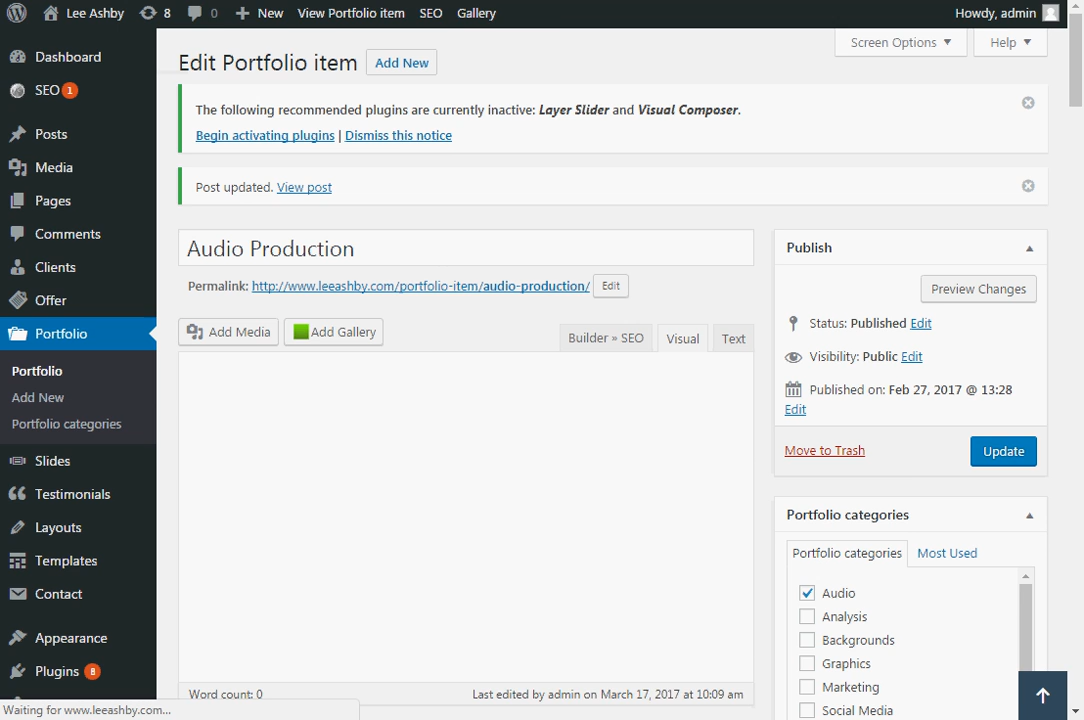 Lee Ashby 8 0 New View Portfolio item SEO Gallery Howdy, admin
Screen Options Help
Dashboard
SEO 1
Posts
Media
Pages
Comments
Clients
Offer
Portfolio
Portfolio
Add New
Portfolio categories
Slides
Testimonials
Layouts
Templates
Contact
Appearance
Plugins 8
Edit Portfolio item Add New
The following recommended plugins are currently inactive: Layer Slider and Visual Composer.
Begin activating plugins | Dismiss this notice
Post updated. View post
Audio Production
Permalink: http://www.leeashby.com/portfolio-item/audio-production/ Edit
Add Media Add Gallery Builder » SEO Visual Text
Word count: 0 Last edited by admin on March 17, 2017 at 10:09 am
Publish
Preview Changes
Status: Published Edit
Visibility: Public Edit
Published on: Feb 27, 2017 @ 13:28
Edit
Move to Trash Update
Portfolio categories
Portfolio categories Most Used
Audio
Analysis
Backgrounds
Graphics
Marketing
Social Media
Waiting for www.leeashby.com...